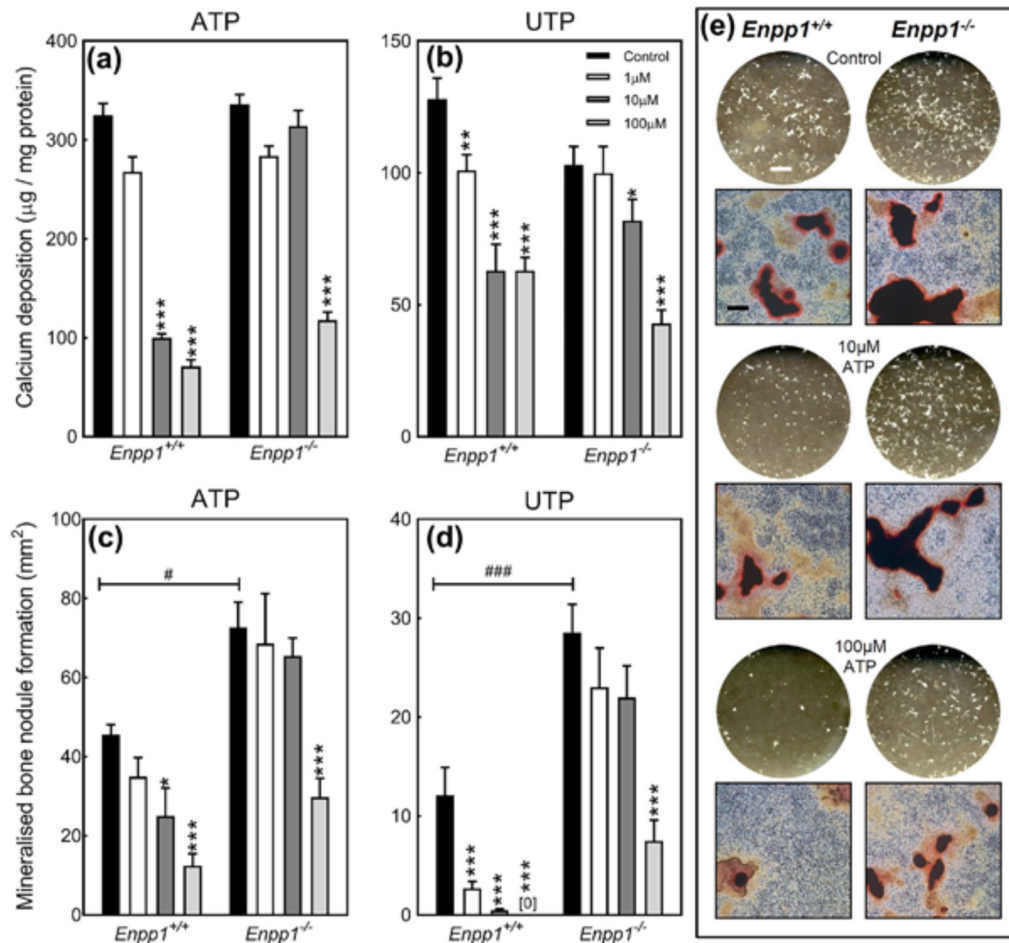 ATP
UTP
(a)
(b)
Control
1µM
10µM
100µM
Calcium deposition (µg / mg protein)
400
300
200
100
0
**
***
***
***
Enpp1+/+
Enpp1-/-
150
100
50
0
**
***
***
*
***
Enpp1+/+
Enpp1-/-
ATP
UTP
(c)
(d)
Mineralised bone nodule formation (mm²)
100
80
60
40
20
0
#
*
***
***
Enpp1+/+
Enpp1-/-
40
30
20
10
0
###
***
***
***
[0]
***
Enpp1+/+
Enpp1-/-
(e)
Enpp1+/+
Enpp1-/-
Control
10µM
ATP
100µM
ATP